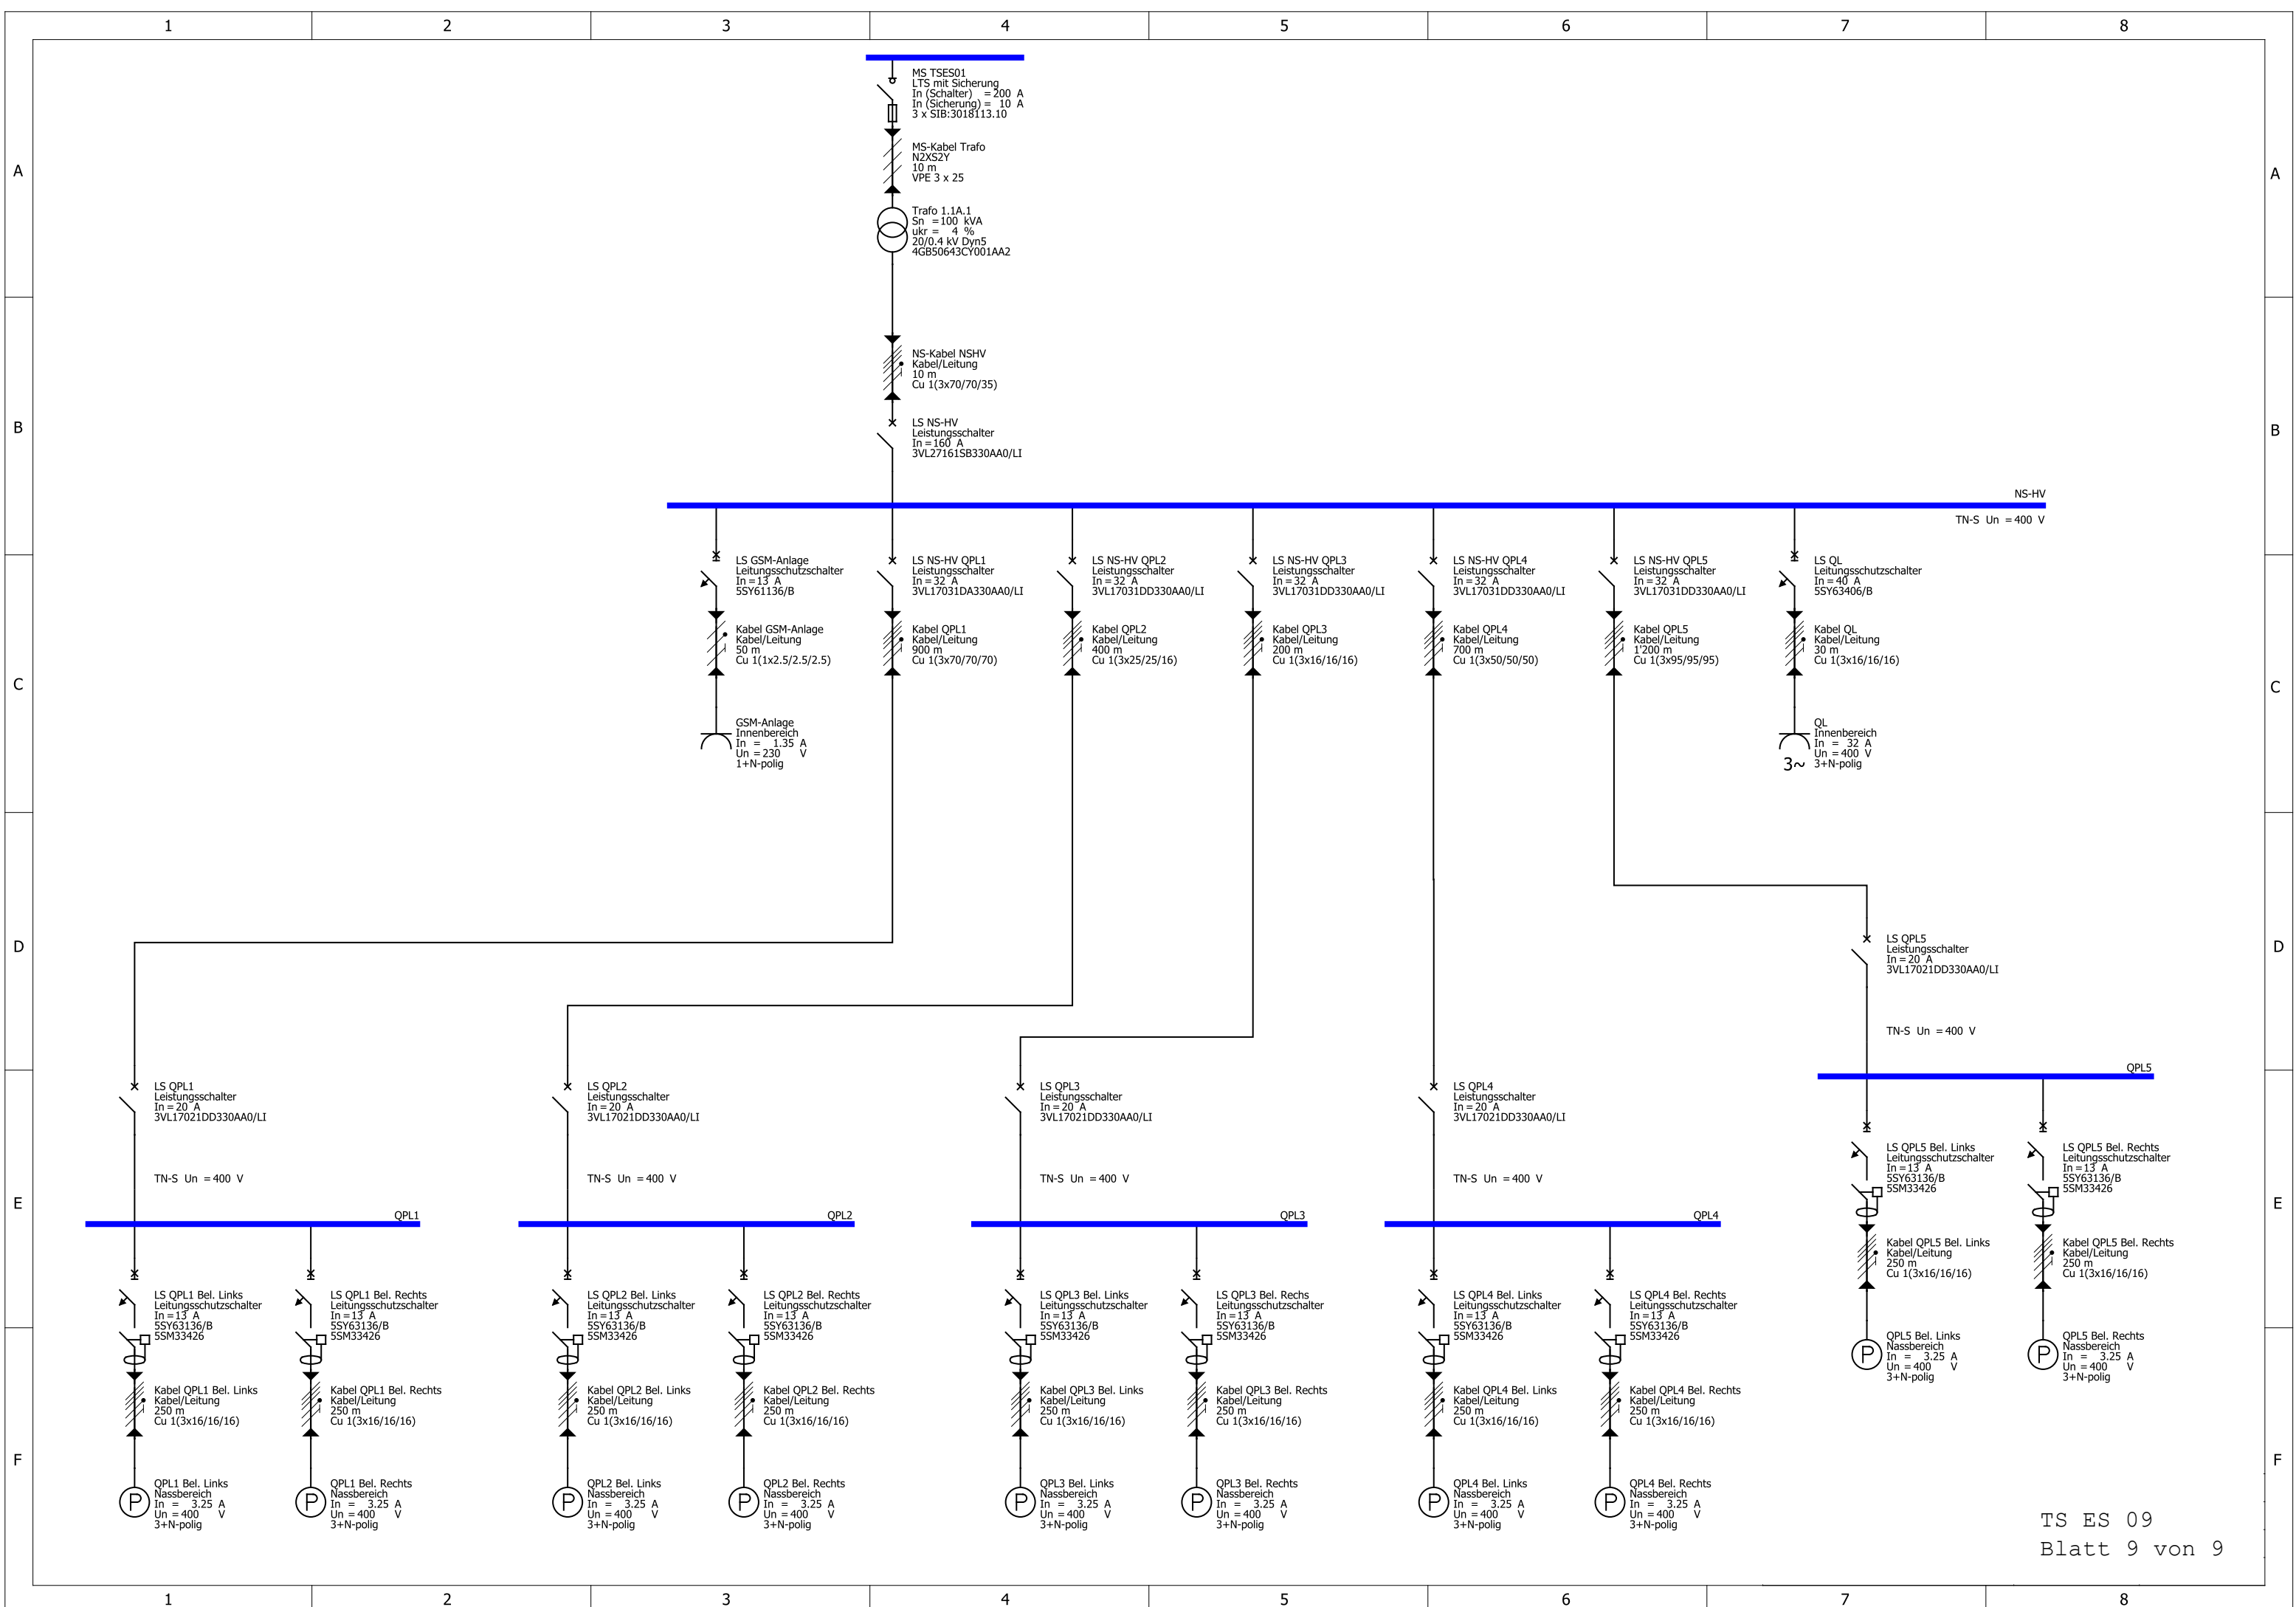 1 2 3 4 5 6 7 8
MS TSES01
LTS mit Sicherung
In (Schalter) = 200 A
In (Sicherung) = 10 A
3 x SIB:3018113.10
A A
MS-Kabel Trafo
N2XS2Y
10 m
VPE 3 x 25
Trafo 1.1A.1
Sn = 100 kVA
ukr = 4 %
20/0.4 kV Dyn5
4GB50643CY001AA2
NS-Kabel NSHV
Kabel/Leitung
10 m
Cu 1(3x70/70/35)
B B
LS NS-HV
Leistungsschalter
In = 160 A
3VL27161SB330AA0/LI
NS-HV
TN-S Un = 400 V
LS GSM-Anlage
Leitungsschutzschalter
In = 13 A
5SY61136/B
LS NS-HV QPL1
Leistungsschalter
In = 32 A
3VL17031DA330AA0/LI
LS NS-HV QPL2
Leistungsschalter
In = 32 A
3VL17031DD330AA0/LI
LS NS-HV QPL3
Leistungsschalter
In = 32 A
3VL17031DD330AA0/LI
LS NS-HV QPL4
Leistungsschalter
In = 32 A
3VL17031DD330AA0/LI
LS NS-HV QPL5
Leistungsschalter
In = 32 A
3VL17031DD330AA0/LI
LS QL
Leitungsschutzschalter
In = 40 A
5SY63406/B
Kabel GSM-Anlage
Kabel/Leitung
50 m
Cu 1(1x2.5/2.5/2.5)
Kabel QPL1
Kabel/Leitung
900 m
Cu 1(3x70/70/70)
Kabel QPL2
Kabel/Leitung
400 m
Cu 1(3x25/25/16)
Kabel QPL3
Kabel/Leitung
200 m
Cu 1(3x16/16/16)
Kabel QPL4
Kabel/Leitung
700 m
Cu 1(3x50/50/50)
Kabel QPL5
Kabel/Leitung
1'200 m
Cu 1(3x95/95/95)
Kabel QL
Kabel/Leitung
30 m
Cu 1(3x16/16/16)
C C
GSM-Anlage
Innenbereich
In = 1.35 A
Un = 230 V
1+N-polig
QL
Innenbereich
In = 32 A
Un = 400 V
3~ 3+N-polig
D D
LS QPL5
Leistungsschalter
In = 20 A
3VL17021DD330AA0/LI
TN-S Un = 400 V
QPL5
LS QPL1
Leistungsschalter
In = 20 A
3VL17021DD330AA0/LI
LS QPL2
Leistungsschalter
In = 20 A
3VL17021DD330AA0/LI
LS QPL3
Leistungsschalter
In = 20 A
3VL17021DD330AA0/LI
LS QPL4
Leistungsschalter
In = 20 A
3VL17021DD330AA0/LI
TN-S Un = 400 V
TN-S Un = 400 V
TN-S Un = 400 V
TN-S Un = 400 V
LS QPL5 Bel. Links
Leitungsschutzschalter
In = 13 A
5SY63136/B
5SM33426
LS QPL5 Bel. Rechts
Leitungsschutzschalter
In = 13 A
5SY63136/B
5SM33426
E E
QPL1
QPL2
QPL3
QPL4
Kabel QPL5 Bel. Links
Kabel/Leitung
250 m
Cu 1(3x16/16/16)
Kabel QPL5 Bel. Rechts
Kabel/Leitung
250 m
Cu 1(3x16/16/16)
LS QPL1 Bel. Links
Leitungsschutzschalter
In = 13 A
5SY63136/B
5SM33426
LS QPL1 Bel. Rechts
Leitungsschutzschalter
In = 13 A
5SY63136/B
5SM33426
LS QPL2 Bel. Links
Leitungsschutzschalter
In = 13 A
5SY63136/B
5SM33426
LS QPL2 Bel. Rechts
Leitungsschutzschalter
In = 13 A
5SY63136/B
5SM33426
LS QPL3 Bel. Links
Leitungsschutzschalter
In = 13 A
5SY63136/B
5SM33426
LS QPL3 Bel. Rechs
Leitungsschutzschalter
In = 13 A
5SY63136/B
5SM33426
LS QPL4 Bel. Links
Leitungsschutzschalter
In = 13 A
5SY63136/B
5SM33426
LS QPL4 Bel. Rechts
Leitungsschutzschalter
In = 13 A
5SY63136/B
5SM33426
P QPL5 Bel. Links
Nassbereich
In = 3.25 A
Un = 400 V
3+N-polig
P QPL5 Bel. Rechts
Nassbereich
In = 3.25 A
Un = 400 V
3+N-polig
Kabel QPL1 Bel. Links
Kabel/Leitung
250 m
Cu 1(3x16/16/16)
Kabel QPL1 Bel. Rechts
Kabel/Leitung
250 m
Cu 1(3x16/16/16)
Kabel QPL2 Bel. Links
Kabel/Leitung
250 m
Cu 1(3x16/16/16)
Kabel QPL2 Bel. Rechts
Kabel/Leitung
250 m
Cu 1(3x16/16/16)
Kabel QPL3 Bel. Links
Kabel/Leitung
250 m
Cu 1(3x16/16/16)
Kabel QPL3 Bel. Rechts
Kabel/Leitung
250 m
Cu 1(3x16/16/16)
Kabel QPL4 Bel. Links
Kabel/Leitung
250 m
Cu 1(3x16/16/16)
Kabel QPL4 Bel. Rechts
Kabel/Leitung
250 m
Cu 1(3x16/16/16)
F F
P QPL1 Bel. Links
Nassbereich
In = 3.25 A
Un = 400 V
3+N-polig
P QPL1 Bel. Rechts
Nassbereich
In = 3.25 A
Un = 400 V
3+N-polig
P QPL2 Bel. Links
Nassbereich
In = 3.25 A
Un = 400 V
3+N-polig
P QPL2 Bel. Rechts
Nassbereich
In = 3.25 A
Un = 400 V
3+N-polig
P QPL3 Bel. Links
Nassbereich
In = 3.25 A
Un = 400 V
3+N-polig
P QPL3 Bel. Rechts
Nassbereich
In = 3.25 A
Un = 400 V
3+N-polig
P QPL4 Bel. Links
Nassbereich
In = 3.25 A
Un = 400 V
3+N-polig
P QPL4 Bel. Rechts
Nassbereich
In = 3.25 A
Un = 400 V
3+N-polig
TS ES 09
Blatt 9 von 9
1 2 3 4 5 6 7 8